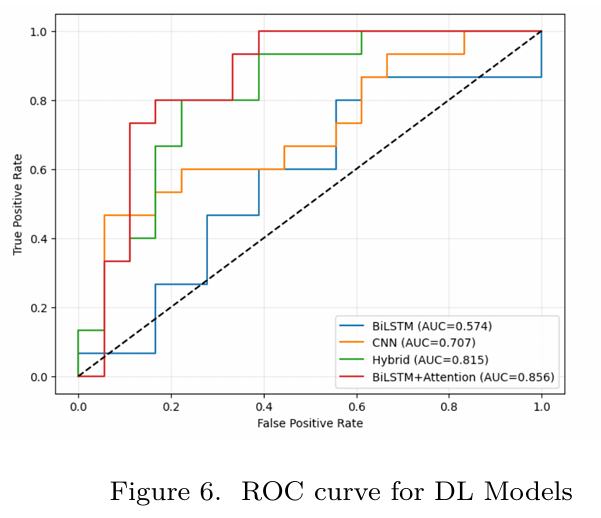 1.0
0.8
0.6
0.4
0.2
0.0
True Positive Rate
BiLSTM (AUC=0.574)
CNN (AUC=0.707)
Hybrid (AUC=0.815)
BiLSTM+Attention (AUC=0.856)
0.0 0.2 0.4 0.6 0.8 1.0
False Positive Rate
Figure 6. ROC curve for DL Models